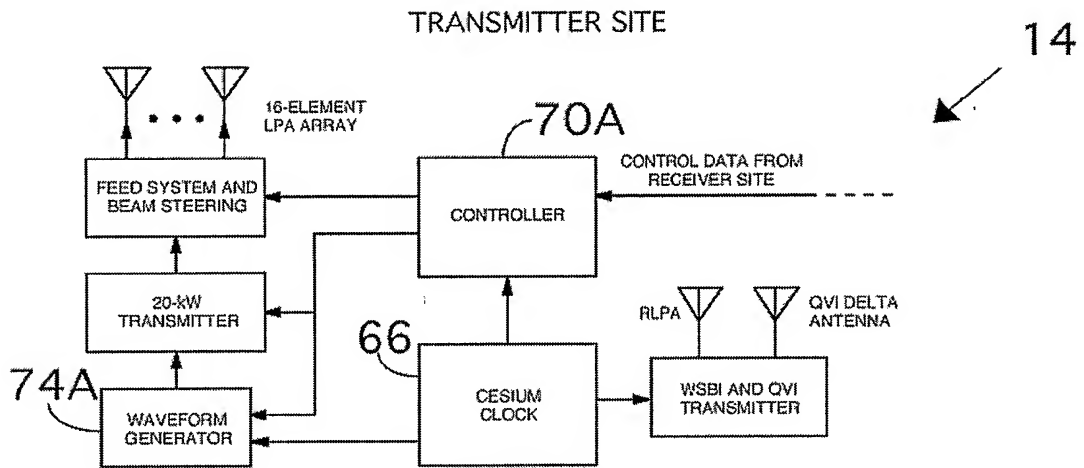 TRANSMITTER SITE
14
16-ELEMENT
LPA ARRAY
70A
FEED SYSTEM AND
BEAM STEERING
CONTROLLER
CONTROL DATA FROM
RECEIVER SITE
20-kW
TRANSMITTER
RLPA
QVI DELTA
ANTENNA
66
74A
WAVEFORM
GENERATOR
CESIUM
CLOCK
WSBI AND QVI
TRANSMITTER